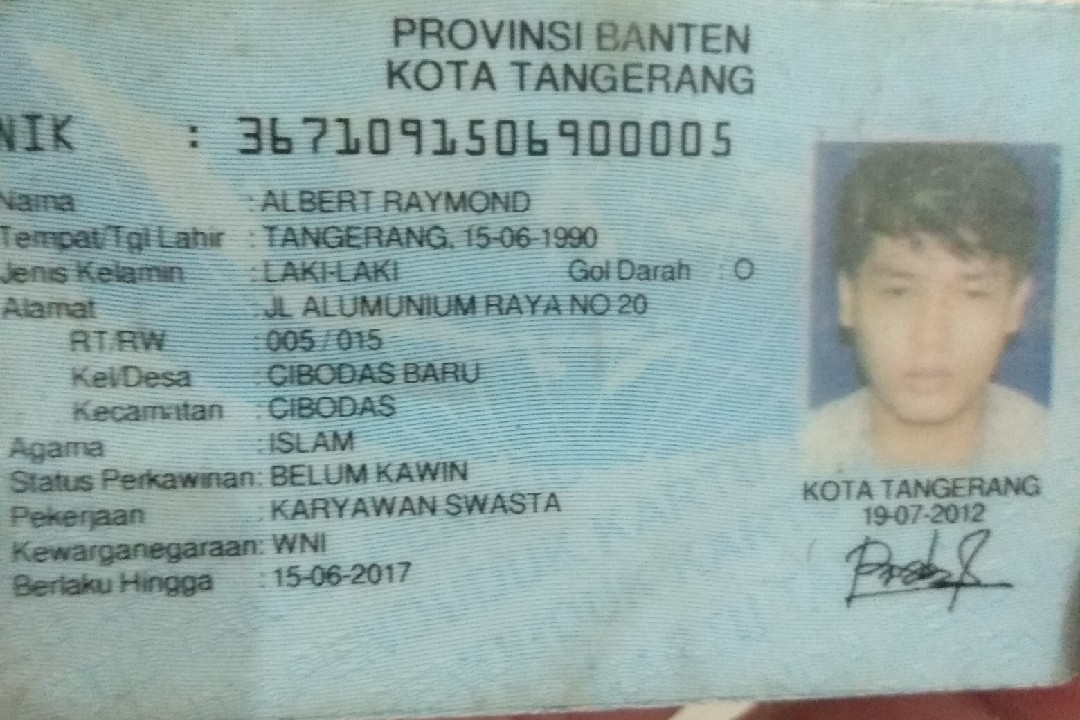 PROVINSI BANTEN
KOTA TANGERANG
NIK : 3671091506900005
Nama : ALBERT RAYMOND
Tempat/Tgl Lahir : TANGERANG, 15-06-1990
Jenis Kelamin : LAKI-LAKI Gol Darah : O
Alamat : JL ALUMUNIUM RAYA NO 20
RT/RW : 005 / 015
Kel/Desa : CIBODAS BARU
Kecamatan : CIBODAS
Agama : ISLAM
Status Perkawinan: BELUM KAWIN
Pekerjaan : KARYAWAN SWASTA
Kewarganegaraan: WNI
Berlaku Hingga : 15-06-2017
KOTA TANGERANG
19-07-2012